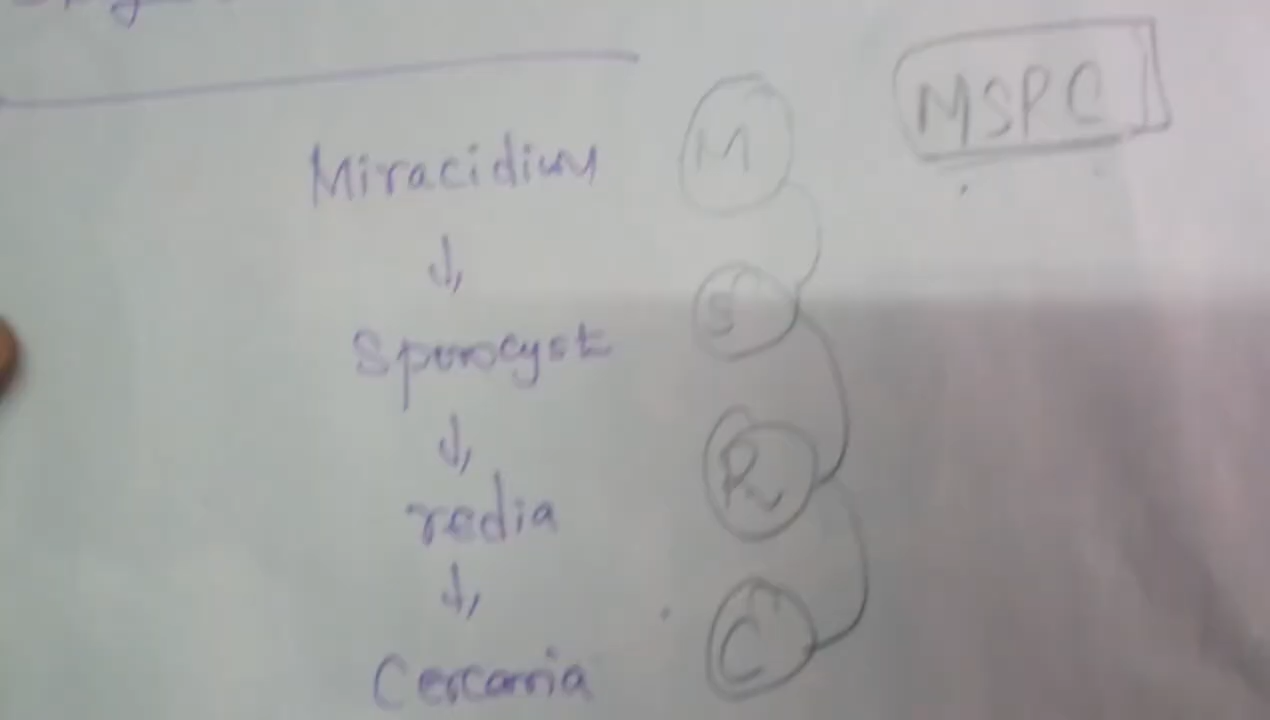 MSPC
Miracidium M
↓
Sporocyst S
↓
redia R
↓
Cercaria C